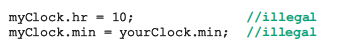 myClock.hr = 10; //illegal
myClock.min = yourClock.min; //illegal